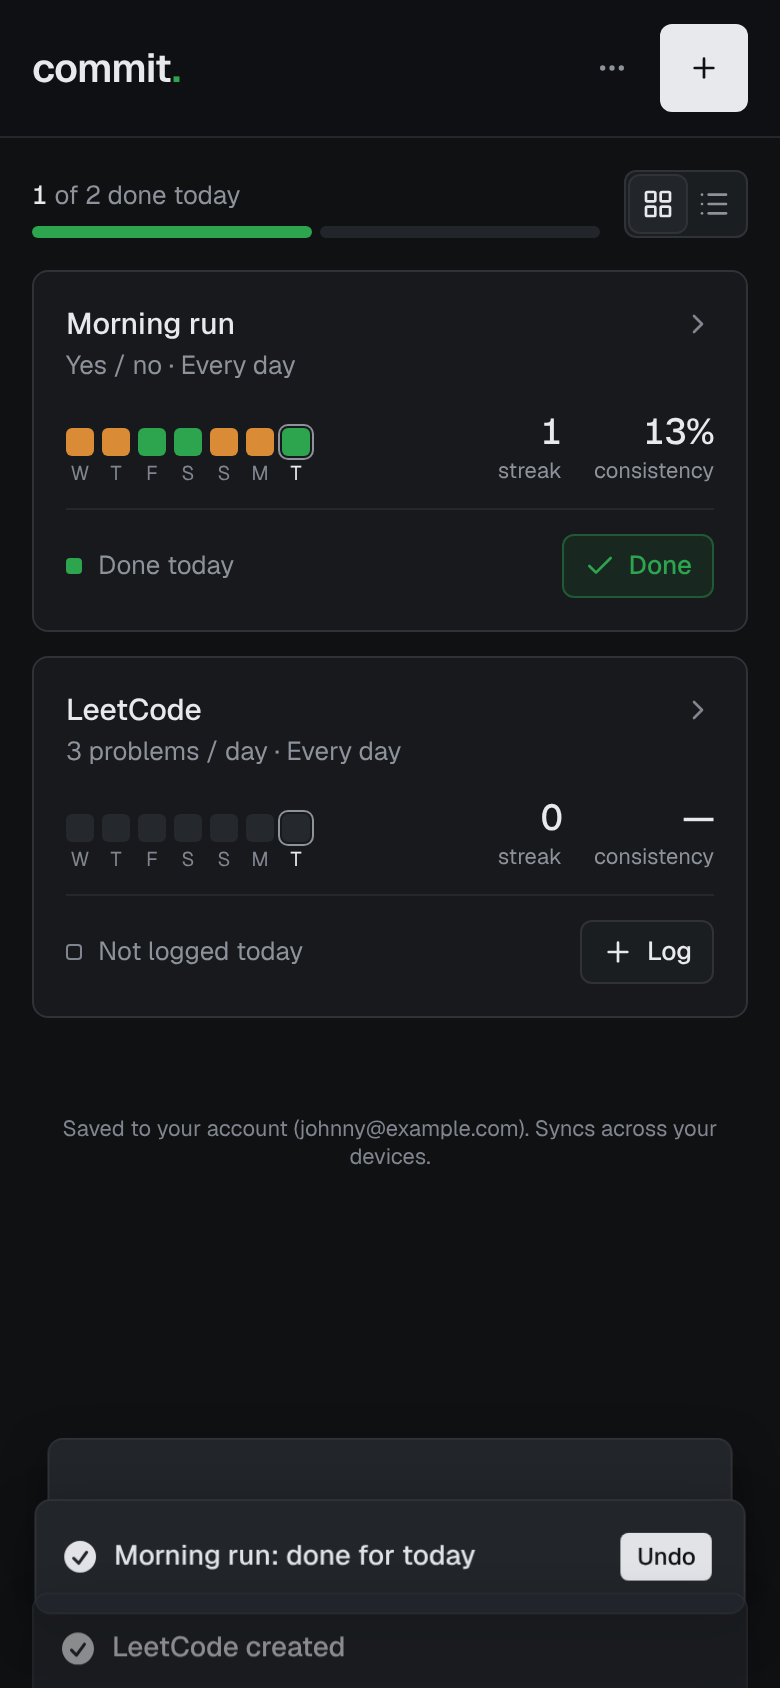 commit.
1 of 2 done today
Morning run
Yes / no · Every day
1
13%
W T F S S M T
streak
consistency
Done today
Done
LeetCode
3 problems / day · Every day
0
—
W T F S S M T
streak
consistency
Not logged today
Log
Saved to your account (johnny@example.com). Syncs across your
devices.
Morning run: done for today
Undo
LeetCode created